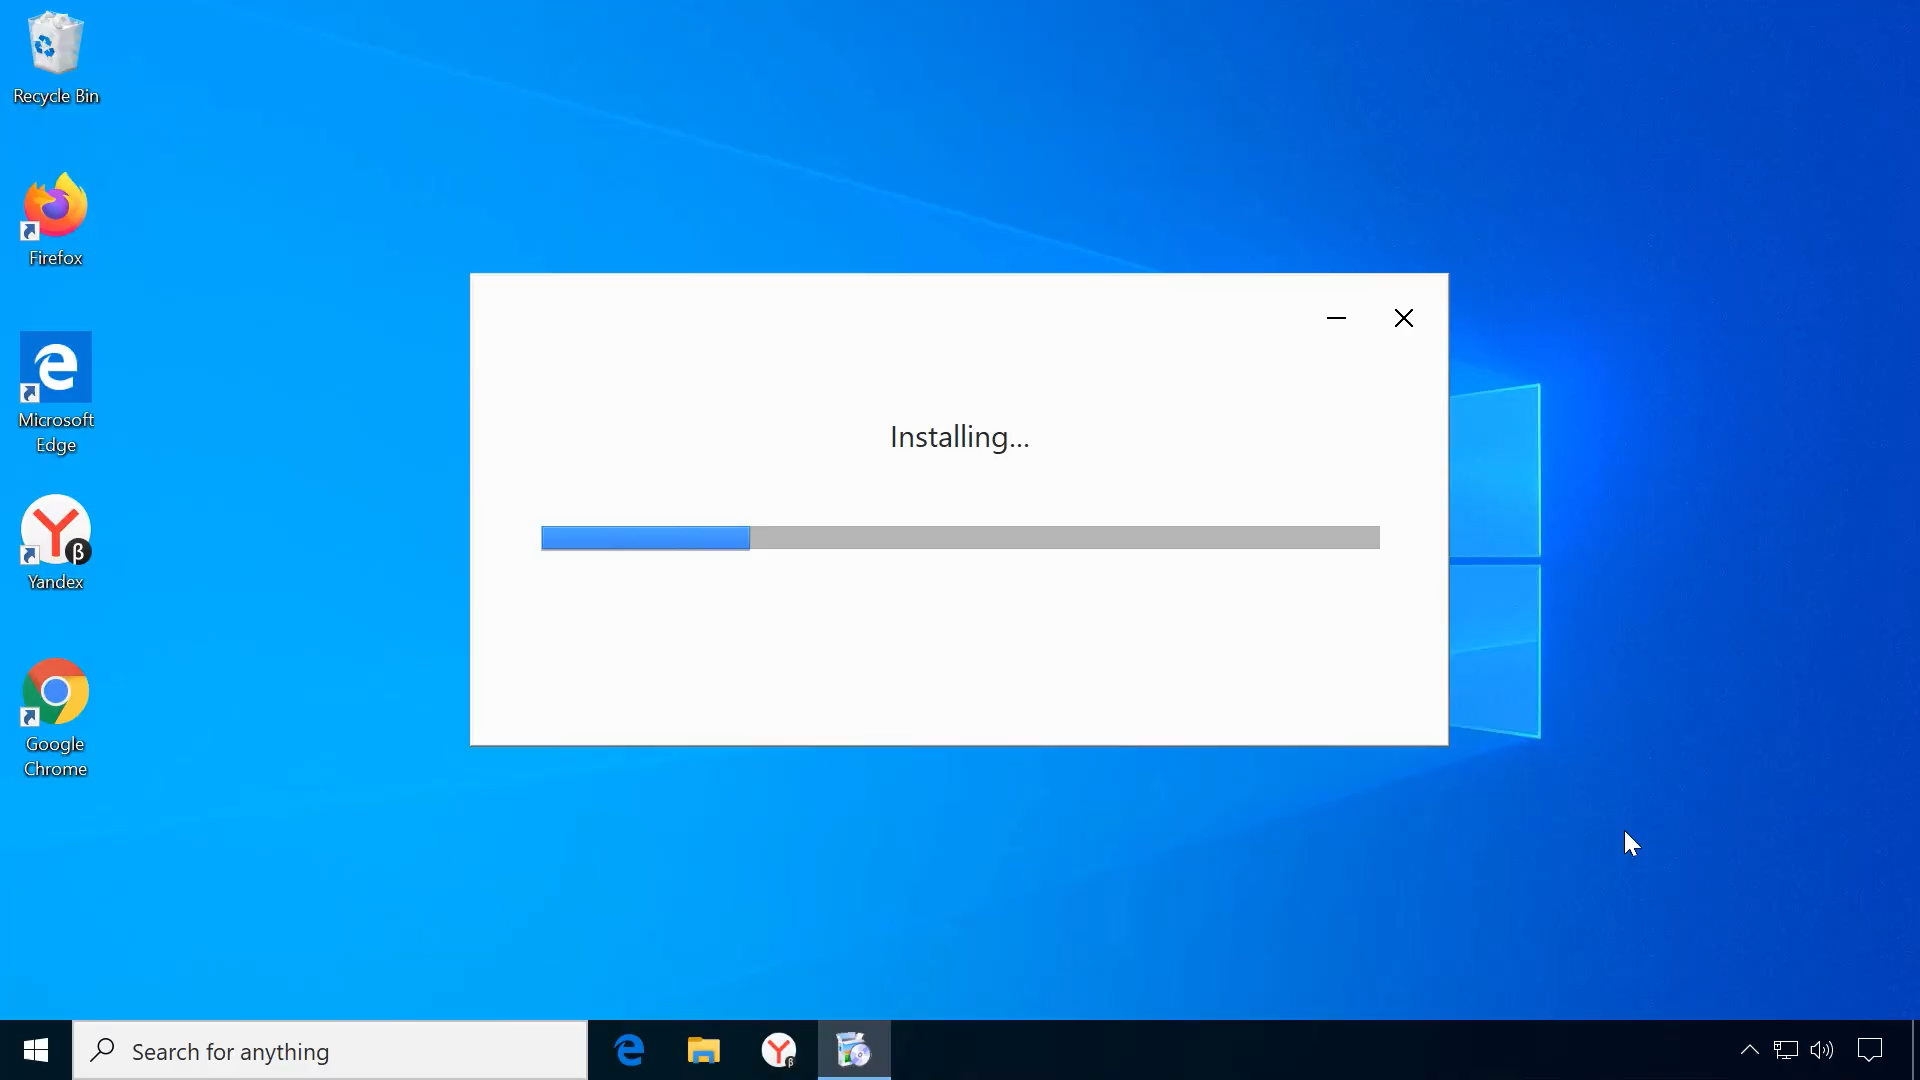 Recycle Bin
Firefox
Microsoft
Edge
Yandex
Google
Chrome
Installing...
Search for anything